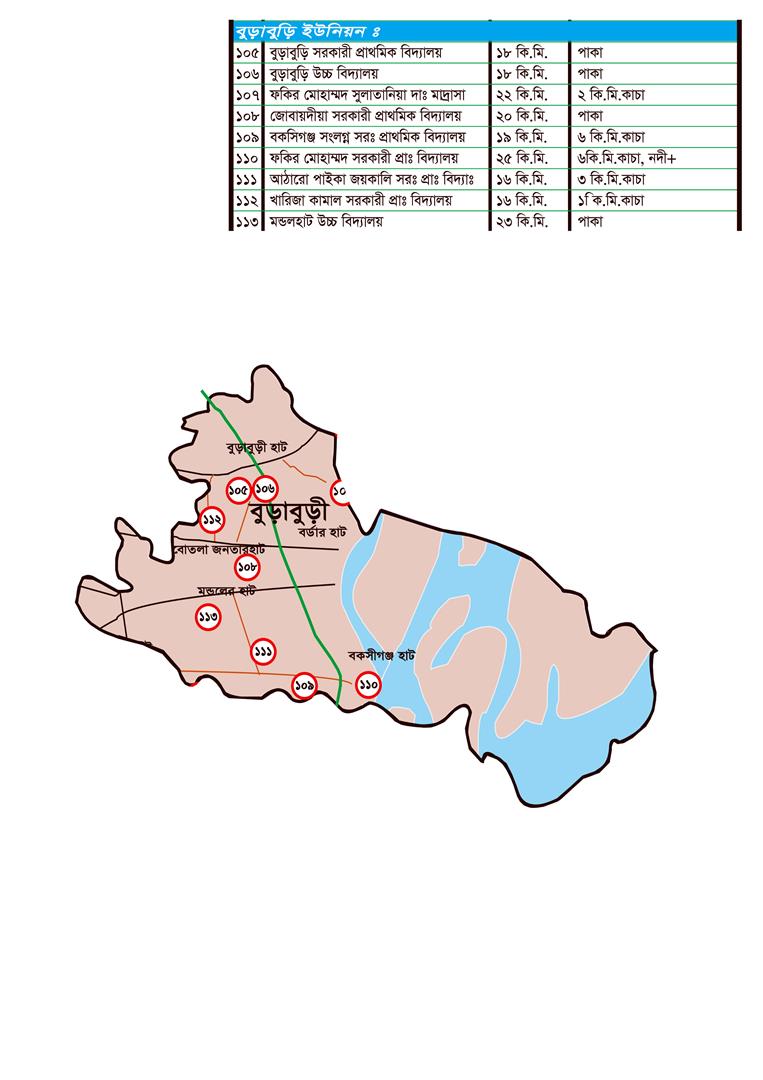 বুড়াবুড়ি ইউনিয়ন ঃ
১০৫ বুড়াবুড়ি সরকারী প্রাথমিক বিদ্যালয় ১৮ কি.মি. পাকা
১০৬ বুড়াবুড়ি উচ্চ বিদ্যালয় ১৮ কি.মি. পাকা
১০৭ ফকির মোহাম্মদ সুলাতানিয়া দাঃ মাদ্রাসা ২২ কি.মি. ২ কি.মি.কাচা
১০৮ জোবায়দীয়া সরকারী প্রাথমিক বিদ্যালয় ২০ কি.মি. পাকা
১০৯ বকসিগঞ্জ সংলগ্ন সরঃ প্রাথমিক বিদ্যালয় ১৯ কি.মি. ৬ কি.মি.কাচা
১১০ ফকির মোহাম্মদ সরকারী প্রাঃ বিদ্যালয় ২৫ কি.মি. ৬কি.মি.কাচা, নদী+
১১১ আঠারো পাইকা জয়কালি সরঃ প্রাঃ বিদ্যাঃ ১৬ কি.মি. ৩ কি.মি.কাচা
১১২ খারিজা কামাল সরকারী প্রাঃ বিদ্যালয় ১৬ কি.মি. ১কি.মি.কাচা
১১৩ মন্ডলহাট উচ্চ বিদ্যালয় ২৩ কি.মি. পাকা
বুড়াবুড়ী হাট
১০৫ ১০৬ ১০
বুড়াবুড়ী
১১২
বর্ডার হাট
বোতলা জনতারহাট
১০৮
মন্ডলের হাট
১১৩
১১১
বকসীগঞ্জ হাট
১০৯ ১১০